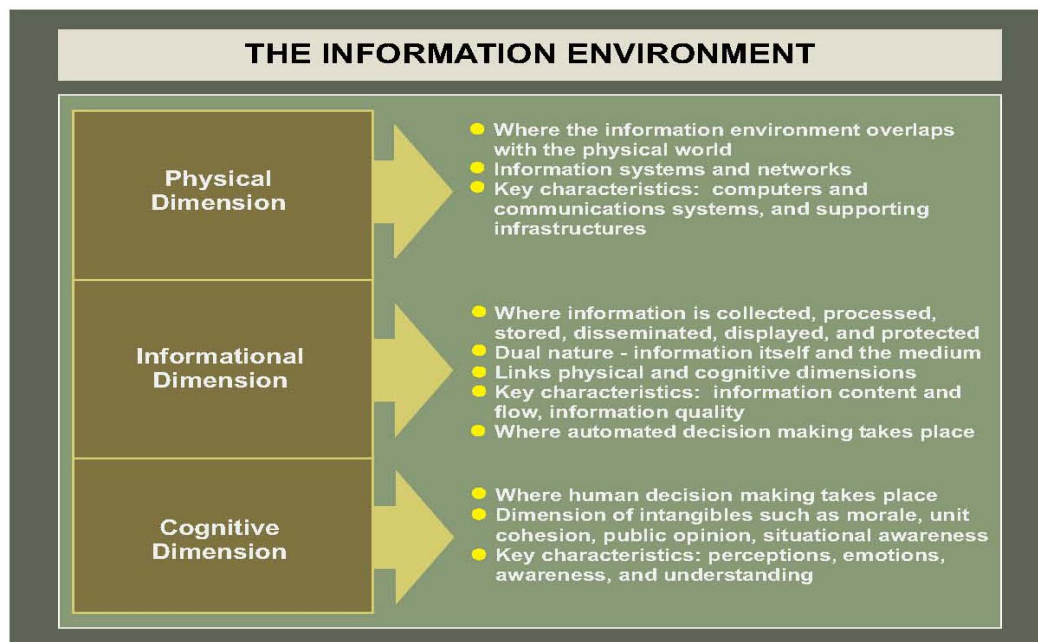 THE INFORMATION ENVIRONMENT
Physical
Dimension
Where the information environment overlaps
with the physical world
Information systems and networks
Key characteristics: computers and
communications systems, and supporting
infrastructures
Informational
Dimension
Where information is collected, processed,
stored, disseminated, displayed, and protected
Dual nature - information itself and the medium
Links physical and cognitive dimensions
Key characteristics: information content and
flow, information quality
Where automated decision making takes place
Cognitive
Dimension
Where human decision making takes place
Dimension of intangibles such as morale, unit
cohesion, public opinion, situational awareness
Key characteristics: perceptions, emotions,
awareness, and understanding